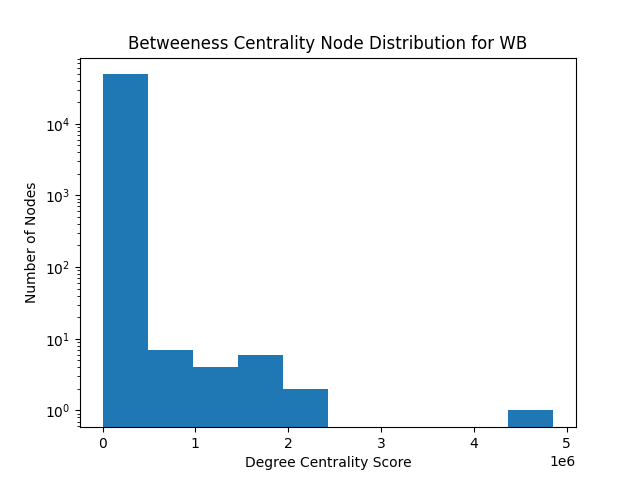 Betweeness Centrality Node Distribution for WB
Number of Nodes
10^4
10^3
10^2
10^1
10^0
0 1 2 3 4 5
1e6
Degree Centrality Score